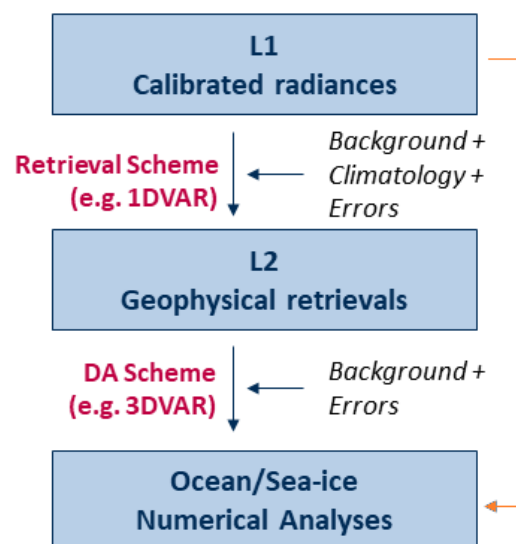 L1
Calibrated radiances
Retrieval Scheme
(e.g. 1DVAR)
Background +
Climatology +
Errors
L2
Geophysical retrievals
DA Scheme
(e.g. 3DVAR)
Background +
Errors
Ocean/Sea-ice
Numerical Analyses